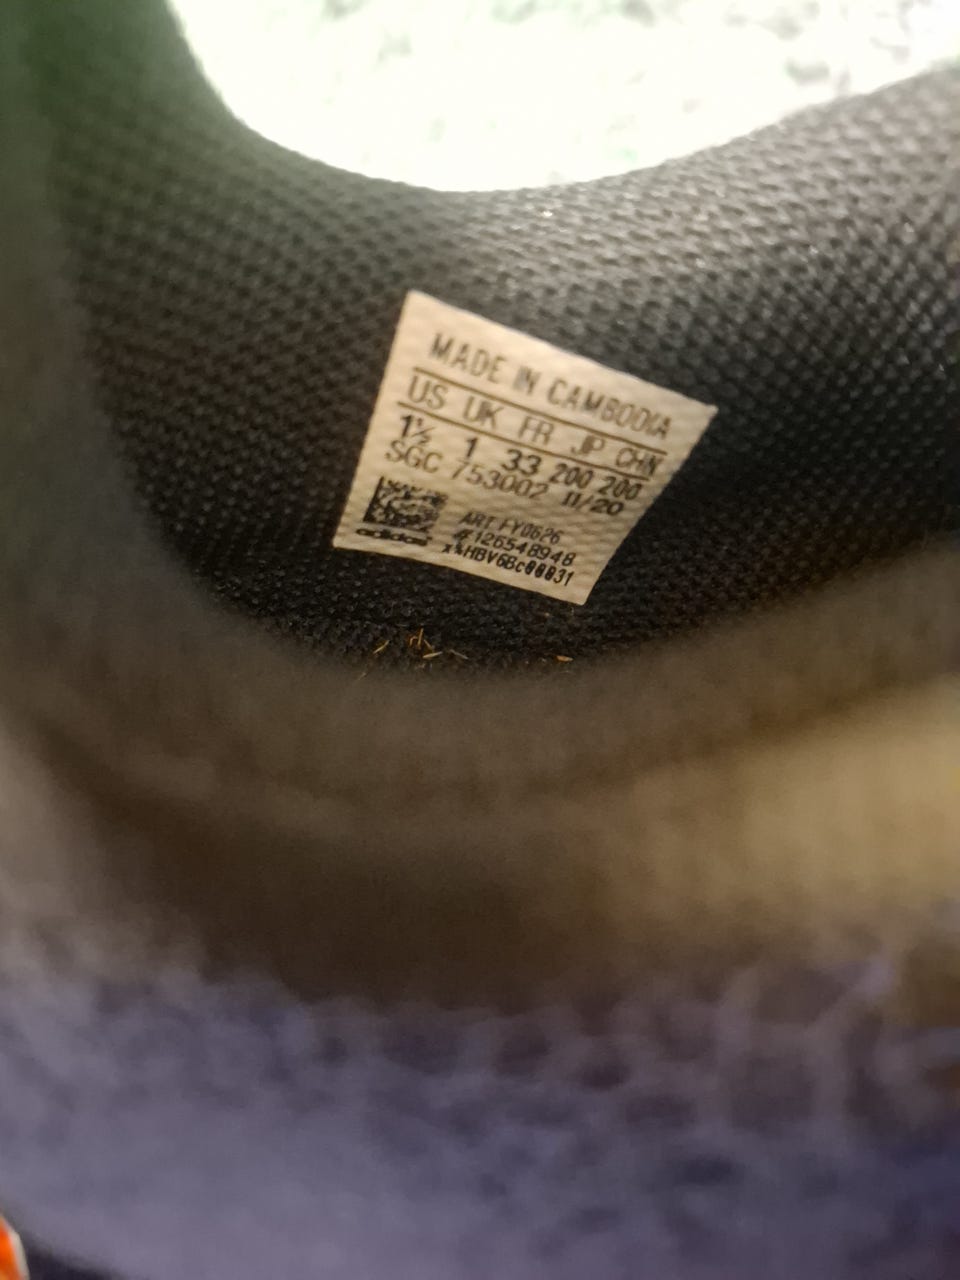 MADE IN CAMBODIA
US UK FR JP CHN
1½ 1 33 200 200
SGC 753002 11/20
ART FY0626
#126548948
adidas x%HBV6Bc00031